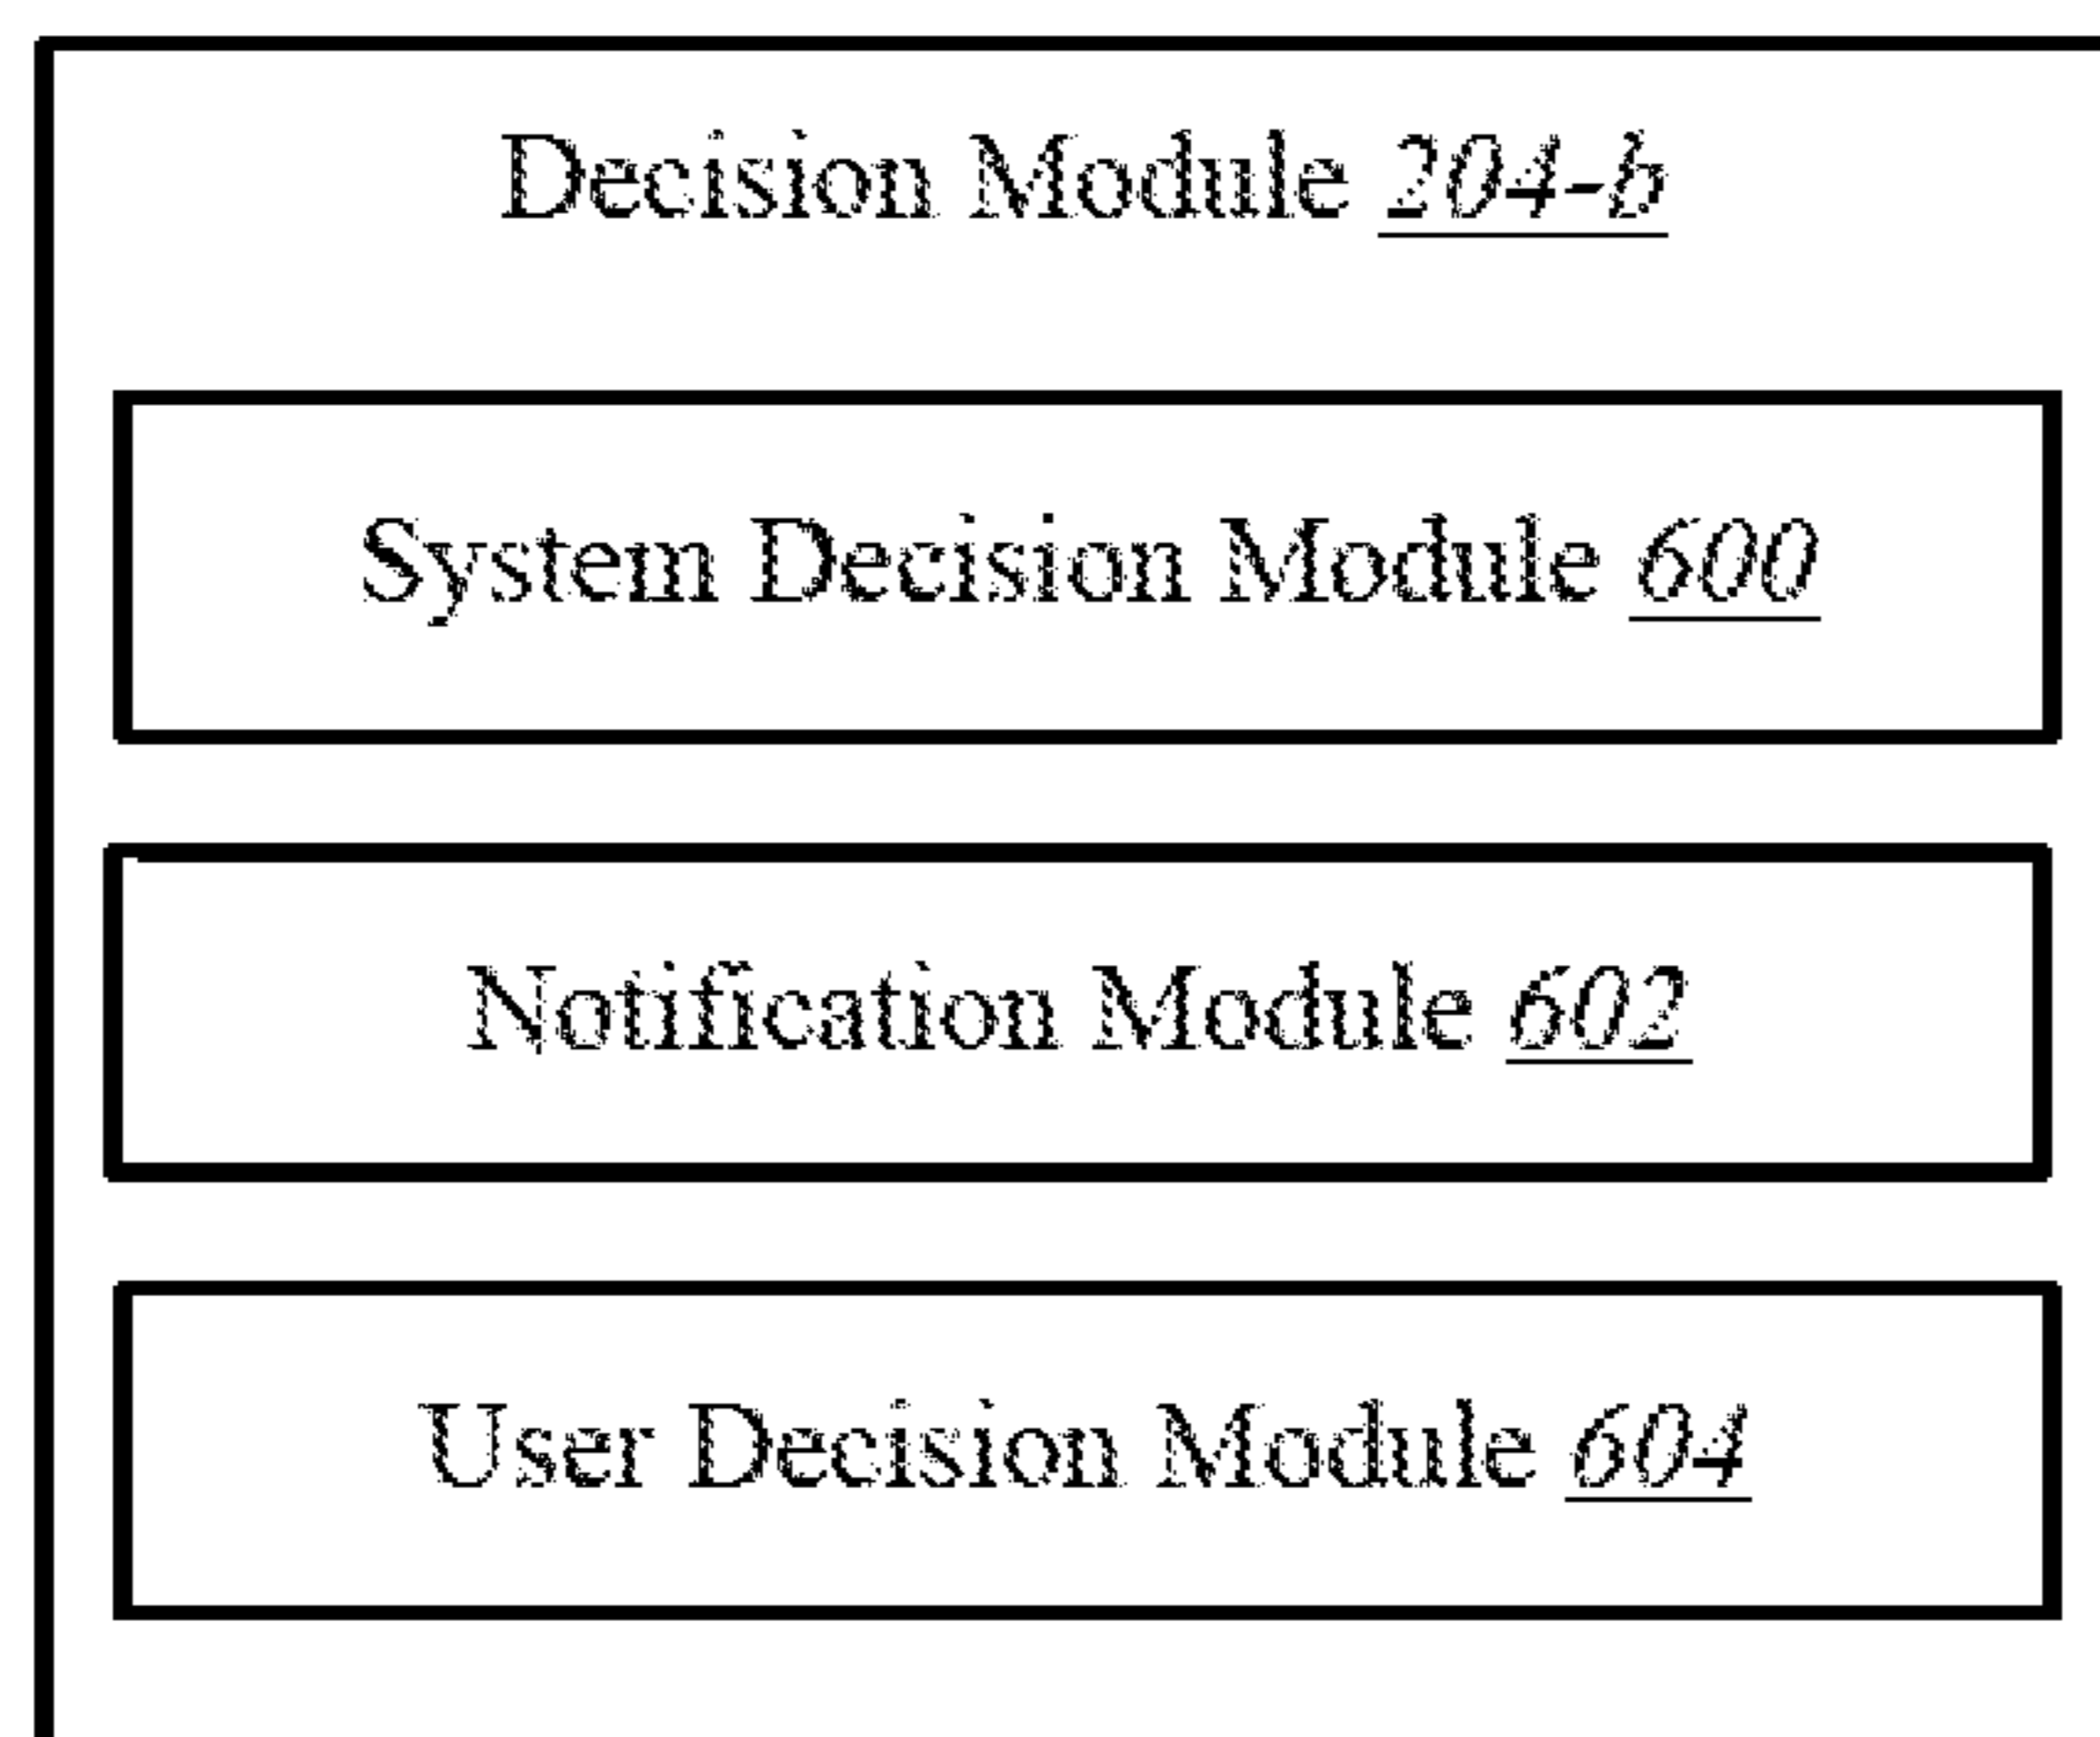 Decision Module 204-b
System Decision Module 600
Notification Module 602
User Decision Module 604